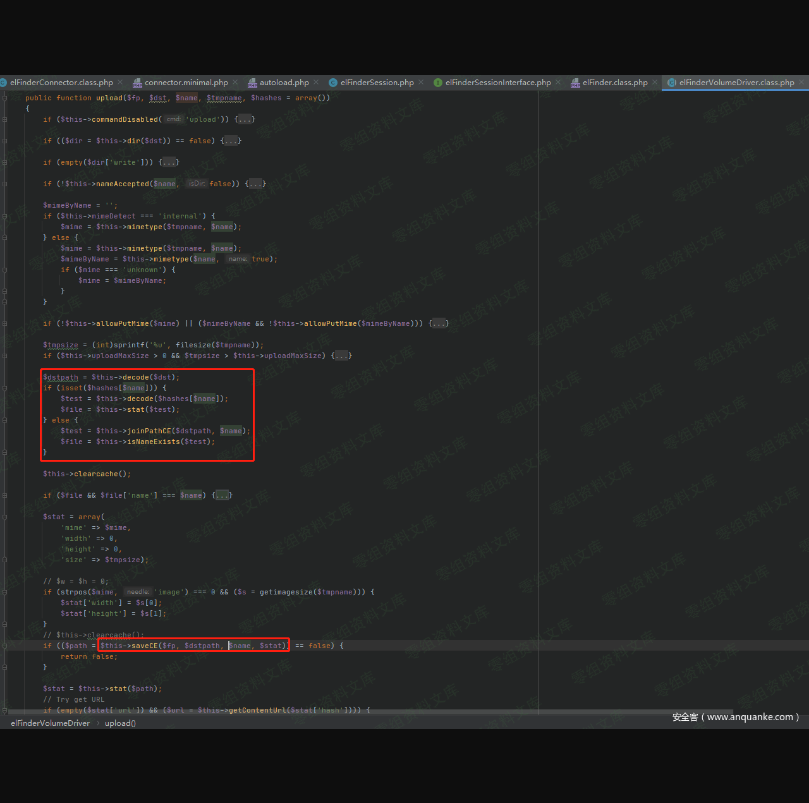 elFinderConnector.class.php connector.minimal.php autoload.php elFinderSession.php elFinderSessionInterface.php elFinder.class.php elFinderVolumeDriver.class.php
public function upload($fp, $dst, $name, $tmpname, $hashes = array())
{
if ($this->commandDisabled( cmd: 'upload')) {...}
if (($dir = $this->dir($dst)) == false) {...}
if (empty($dir['write'])) {...}
if (!$this->nameAccepted($name, isDir: false)) {...}
$mimeByName = '';
if ($this->mimeDetect === 'internal') {
$mime = $this->mimetype($tmpname, $name);
} else {
$mime = $this->mimetype($tmpname, $name);
$mimeByName = $this->mimetype($name, name: true);
if ($mime === 'unknown') {
$mime = $mimeByName;
}
}
if (!$this->allowPutMime($mime) || ($mimeByName && !$this->allowPutMime($mimeByName))) {...}
$tmpsize = (int)sprintf('%u', filesize($tmpname));
if ($this->uploadMaxSize > 0 && $tmpsize > $this->uploadMaxSize) {...}
$dstpath = $this->decode($dst);
if (isset($hashes[$name])) {
$test = $this->decode($hashes[$name]);
$file = $this->stat($test);
} else {
$test = $this->joinPathCE($dstpath, $name);
$file = $this->isNameExists($test);
}
$this->clearcache();
if ($file && $file['name'] === $name) {...}
$stat = array(
'mime' => $mime,
'width' => 0,
'height' => 0,
'size' => $tmpsize);
// $w = $h = 0;
if (strpos($mime, needle: 'image') === 0 && ($s = getimagesize($tmpname))) {
$stat['width'] = $s[0];
$stat['height'] = $s[1];
}
// $this->clearcache();
if (($path = $this->saveCE($fp, $dstpath, $name, $stat)) == false) {
return false;
}
$stat = $this->stat($path);
// Try get URL
if (empty($stat['url']) && ($url = $this->getContentUrl($stat['hash']))) {
elFinderVolumeDriver › upload()
安全客 ( www.anquanke.com )
零组资料文库